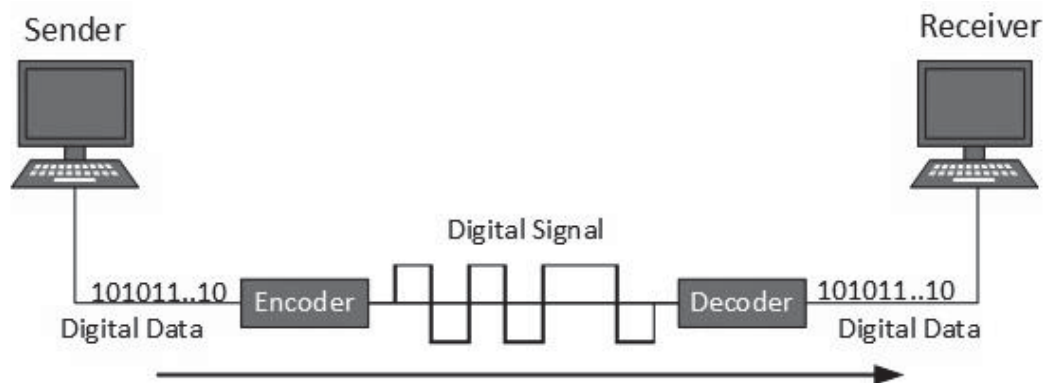 Sender
Receiver
Digital Signal
101011..10
Encoder
Decoder
101011..10
Digital Data
Digital Data